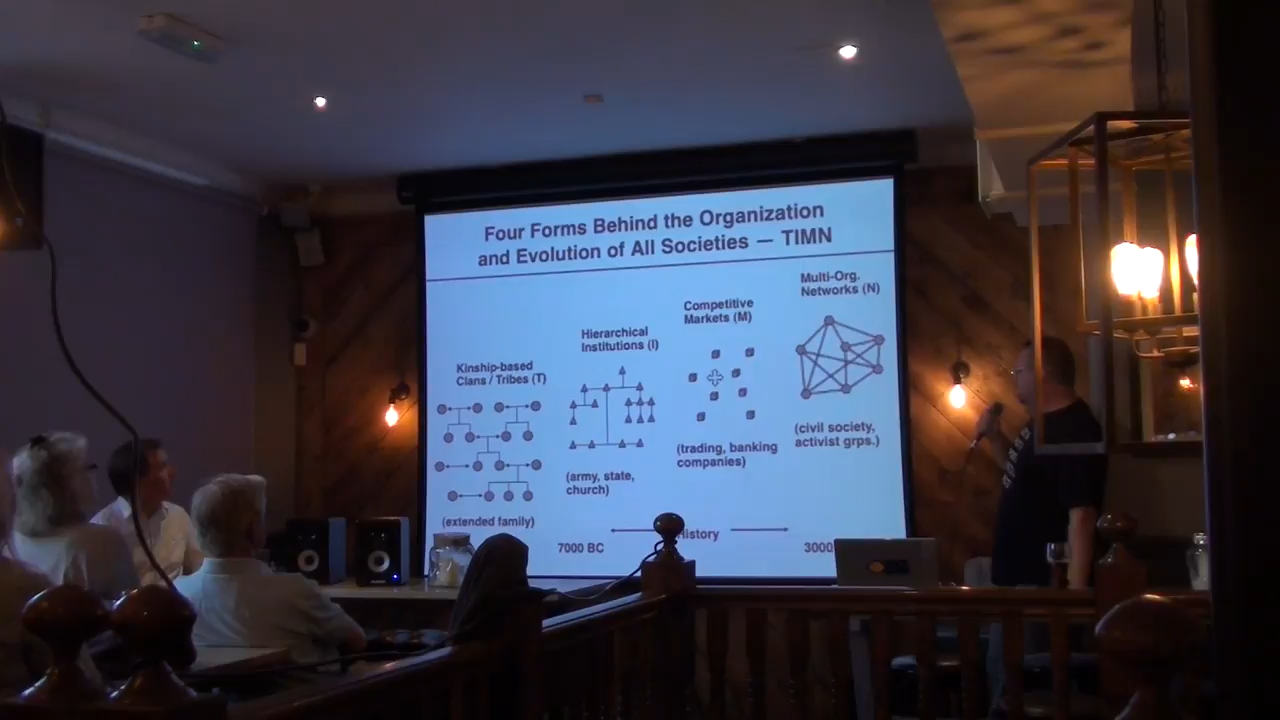 Four Forms Behind the Organization
and Evolution of All Societies — TIMN
Multi-Org.
Networks (N)
Competitive
Markets (M)
Hierarchical
Institutions (I)
Kinship-based
Clans / Tribes (T)
(civil society,
activist grps.)
(trading, banking
companies)
(army, state,
church)
(extended family)
History
7000 BC
3000